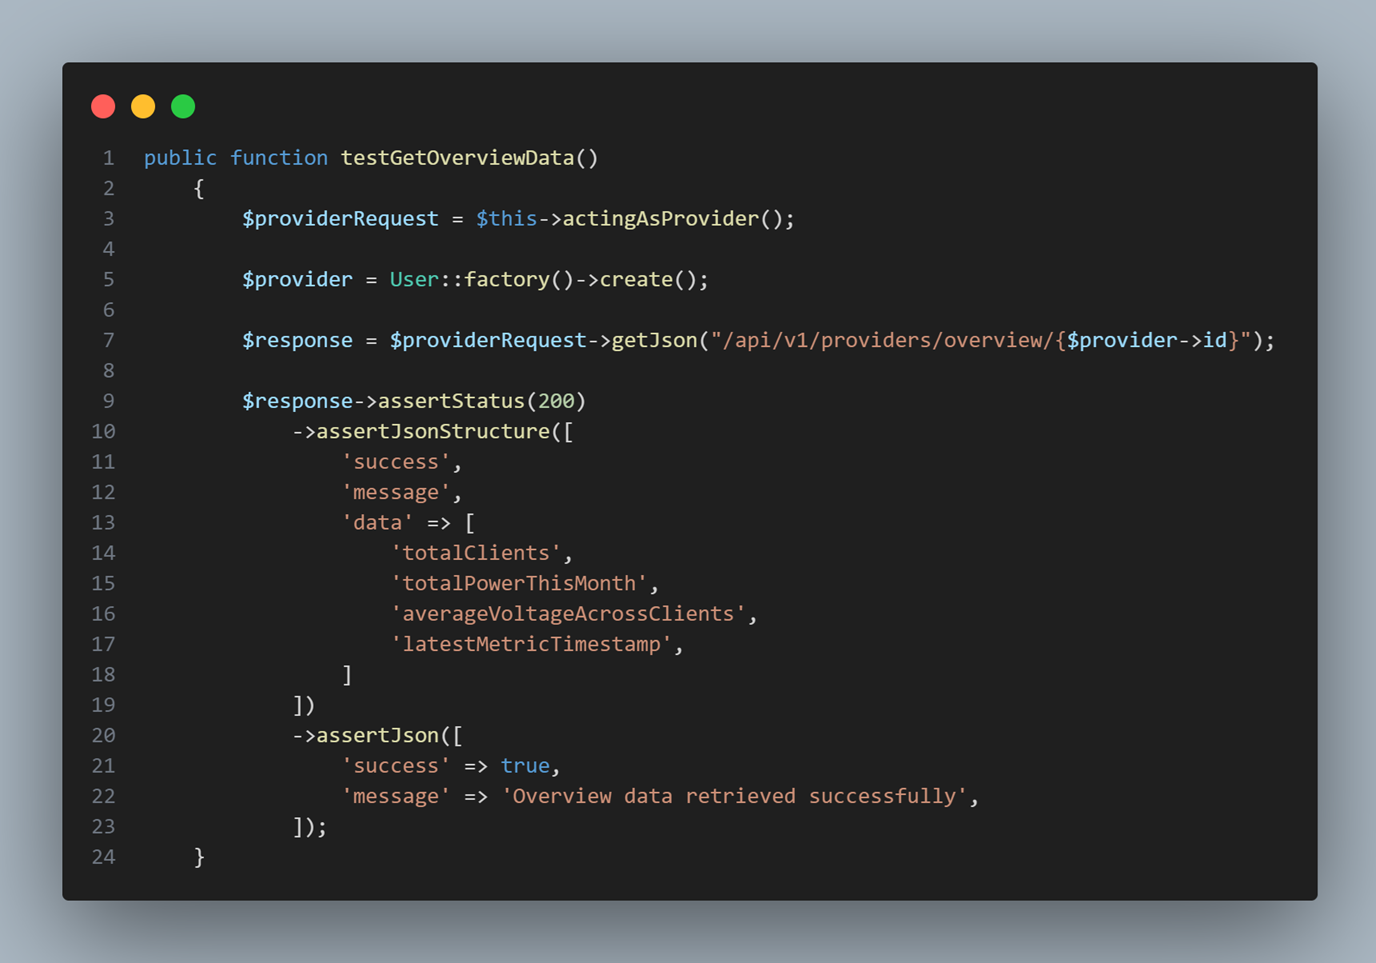 1 public function testGetOverviewData()
2     {
3         $providerRequest = $this->actingAsProvider();
4
5         $provider = User::factory()->create();
6
7         $response = $providerRequest->getJson("/api/v1/providers/overview/{$provider->id}");
8
9         $response->assertStatus(200)
10             ->assertJsonStructure([
11                 'success',
12                 'message',
13                 'data' => [
14                     'totalClients',
15                     'totalPowerThisMonth',
16                     'averageVoltageAcrossClients',
17                     'latestMetricTimestamp',
18                 ]
19             ])
20             ->assertJson([
21                 'success' => true,
22                 'message' => 'Overview data retrieved successfully',
23             ]);
24     }